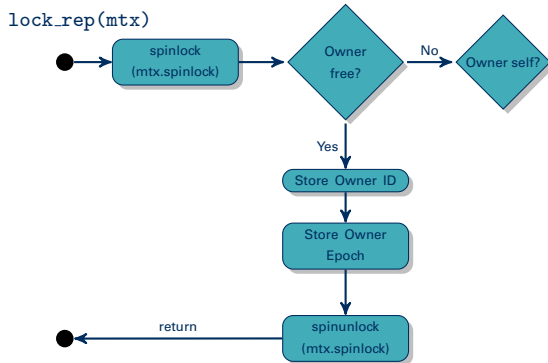 lock_rep(mtx)
spinlock
(mtx.spinlock)
Owner
free?
No
Owner self?
Yes
Store Owner ID
Store Owner
Epoch
return
spinunlock
(mtx.spinlock)